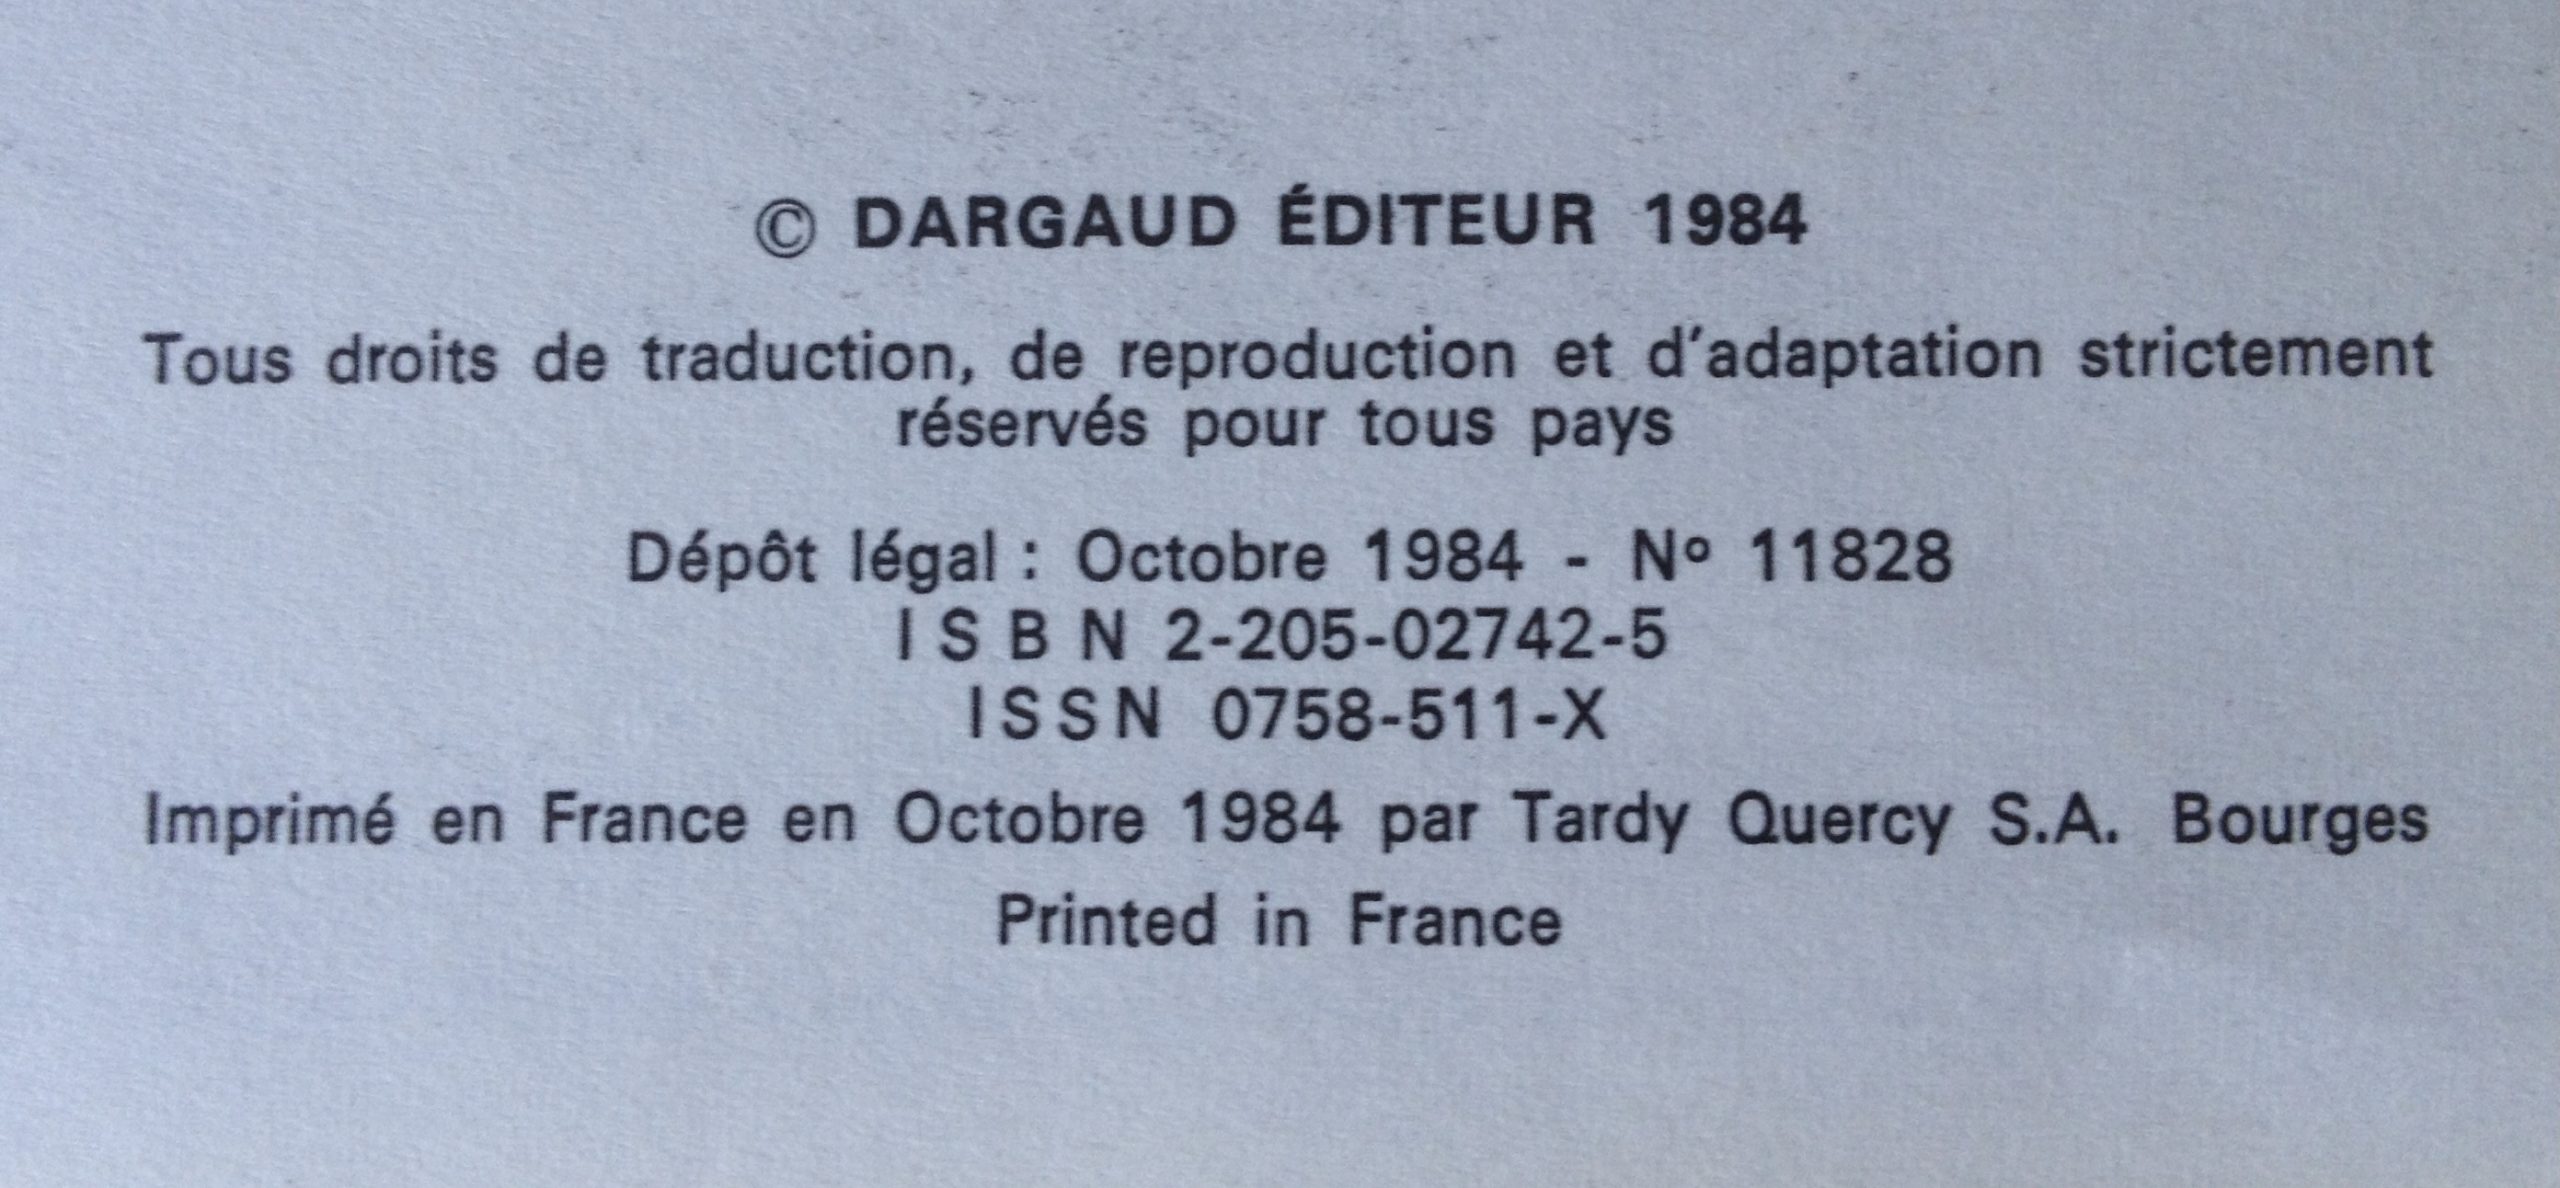 © DARGAUD ÉDITEUR 1984
Tous droits de traduction, de reproduction et d'adaptation strictement
réservés pour tous pays
Dépôt légal : Octobre 1984 - Nº 11828
ISBN 2-205-02742-5
ISSN 0758-511-X
Imprimé en France en Octobre 1984 par Tardy Quercy S.A. Bourges
Printed in France